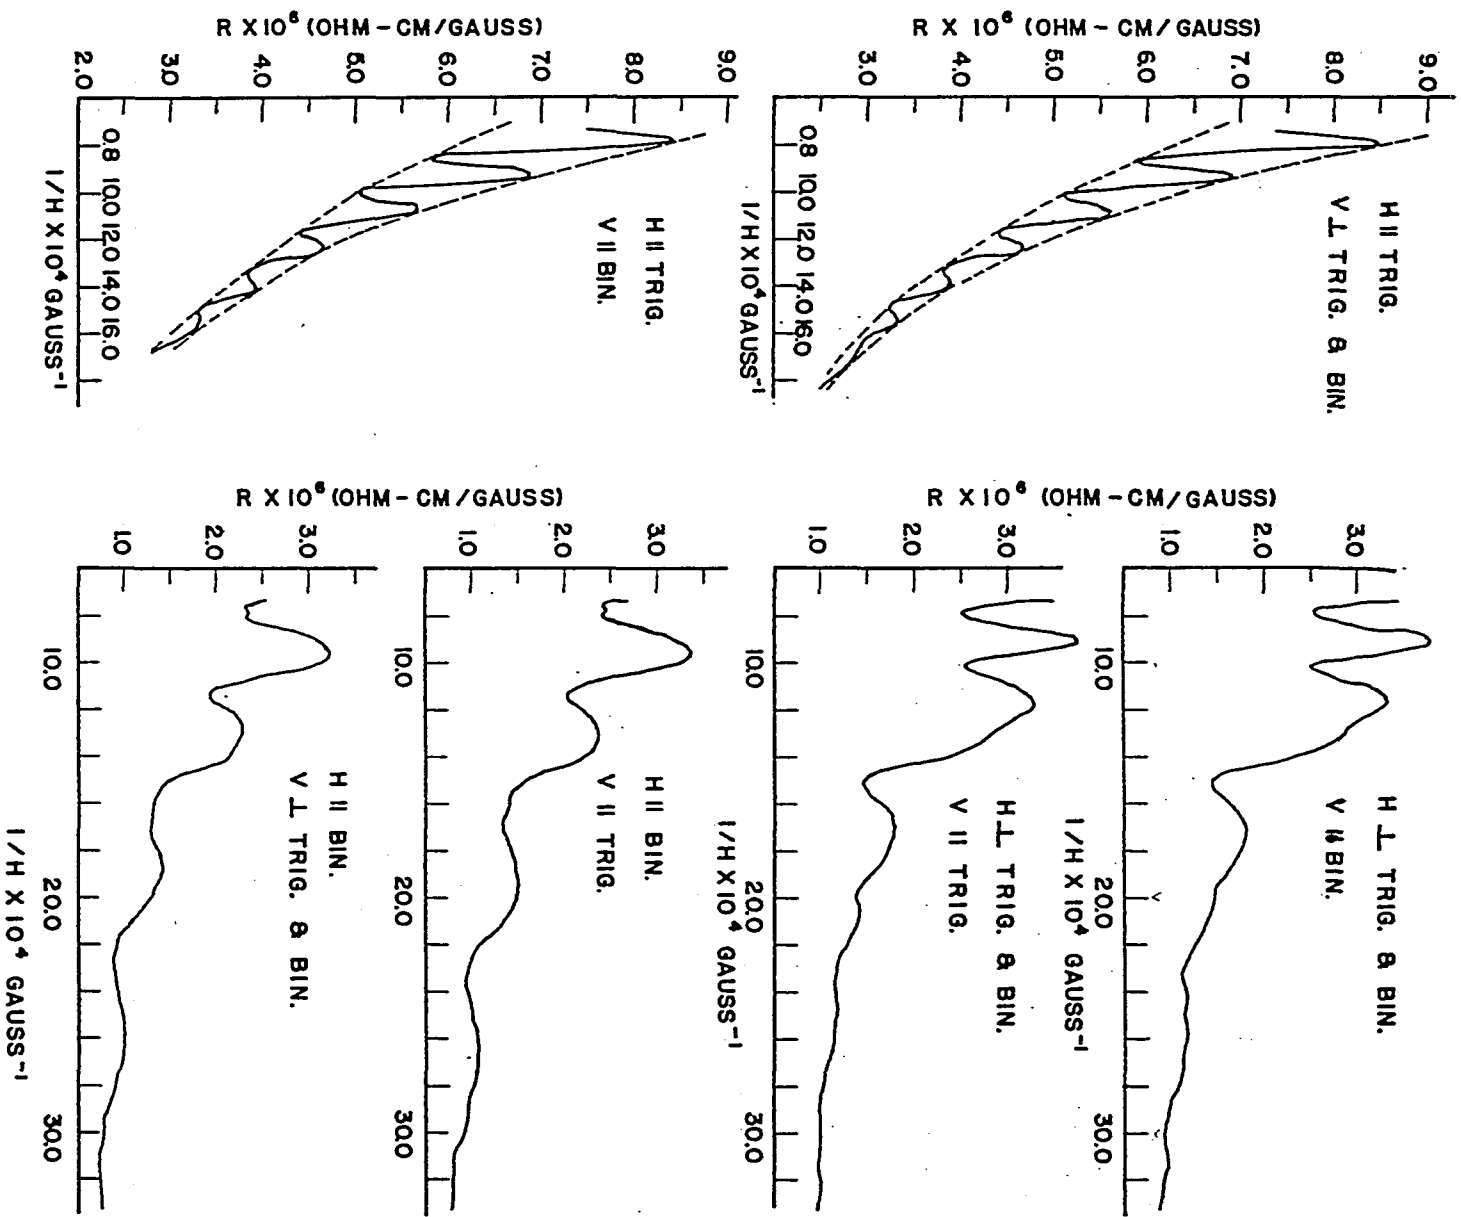 R X 10⁶ (OHM – CM/GAUSS)
2.0 3.0 4.0 5.0 6.0 7.0 8.0 9.0
0.8 10.0 12.0 14.0 16.0
1/H X 10⁴ GAUSS⁻¹
H || TRIG.
V || BIN.
R X 10⁶ (OHM – CM/GAUSS)
3.0 4.0 5.0 6.0 7.0 8.0 9.0
0.8 10.0 12.0 14.0 16.0
1/H X 10⁴ GAUSS⁻¹
H || TRIG.
V ⊥ TRIG. & BIN.
R X 10⁶ (OHM – CM/GAUSS)
1.0 2.0 3.0
10.0 20.0 30.0
1/H X 10⁴ GAUSS⁻¹
H || BIN.
V ⊥ TRIG. & BIN.
1.0 2.0 3.0
10.0 20.0 30.0
1/H X 10⁴ GAUSS⁻¹
H || BIN.
V || TRIG.
R X 10⁶ (OHM – CM/GAUSS)
1.0 2.0 3.0
10.0 20.0 30.0
1/H X 10⁴ GAUSS⁻¹
H ⊥ TRIG. & BIN.
V || TRIG.
1.0 2.0 3.0
10.0 20.0 30.0
H ⊥ TRIG. & BIN.
V || BIN.